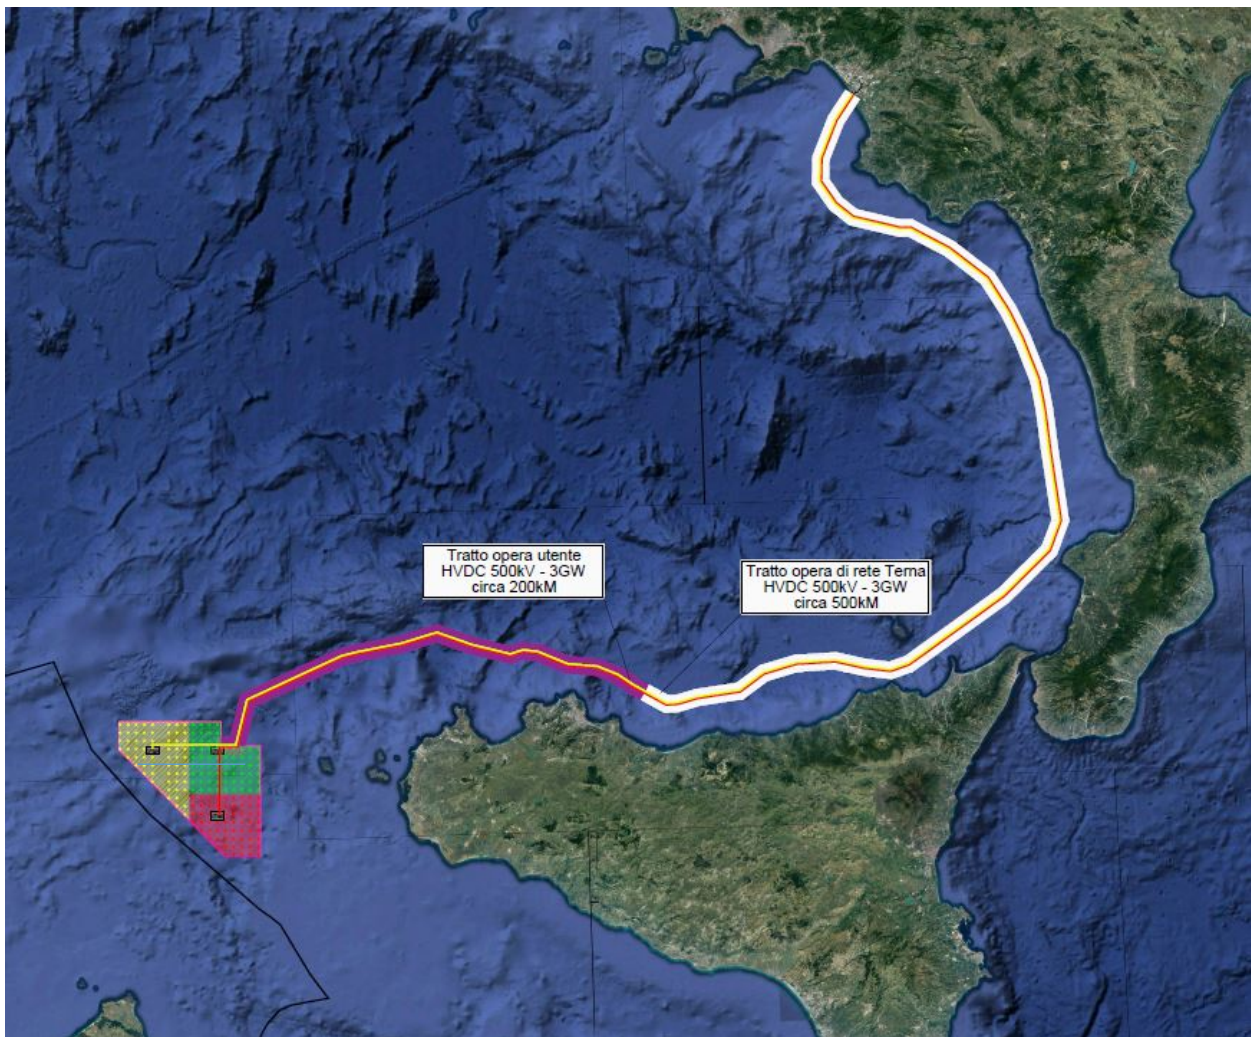 Tratto opera utente
HVDC 500kV - 3GW
circa 200kM
Tratto opera di rete Terna
HVDC 500kV - 3GW
circa 500kM